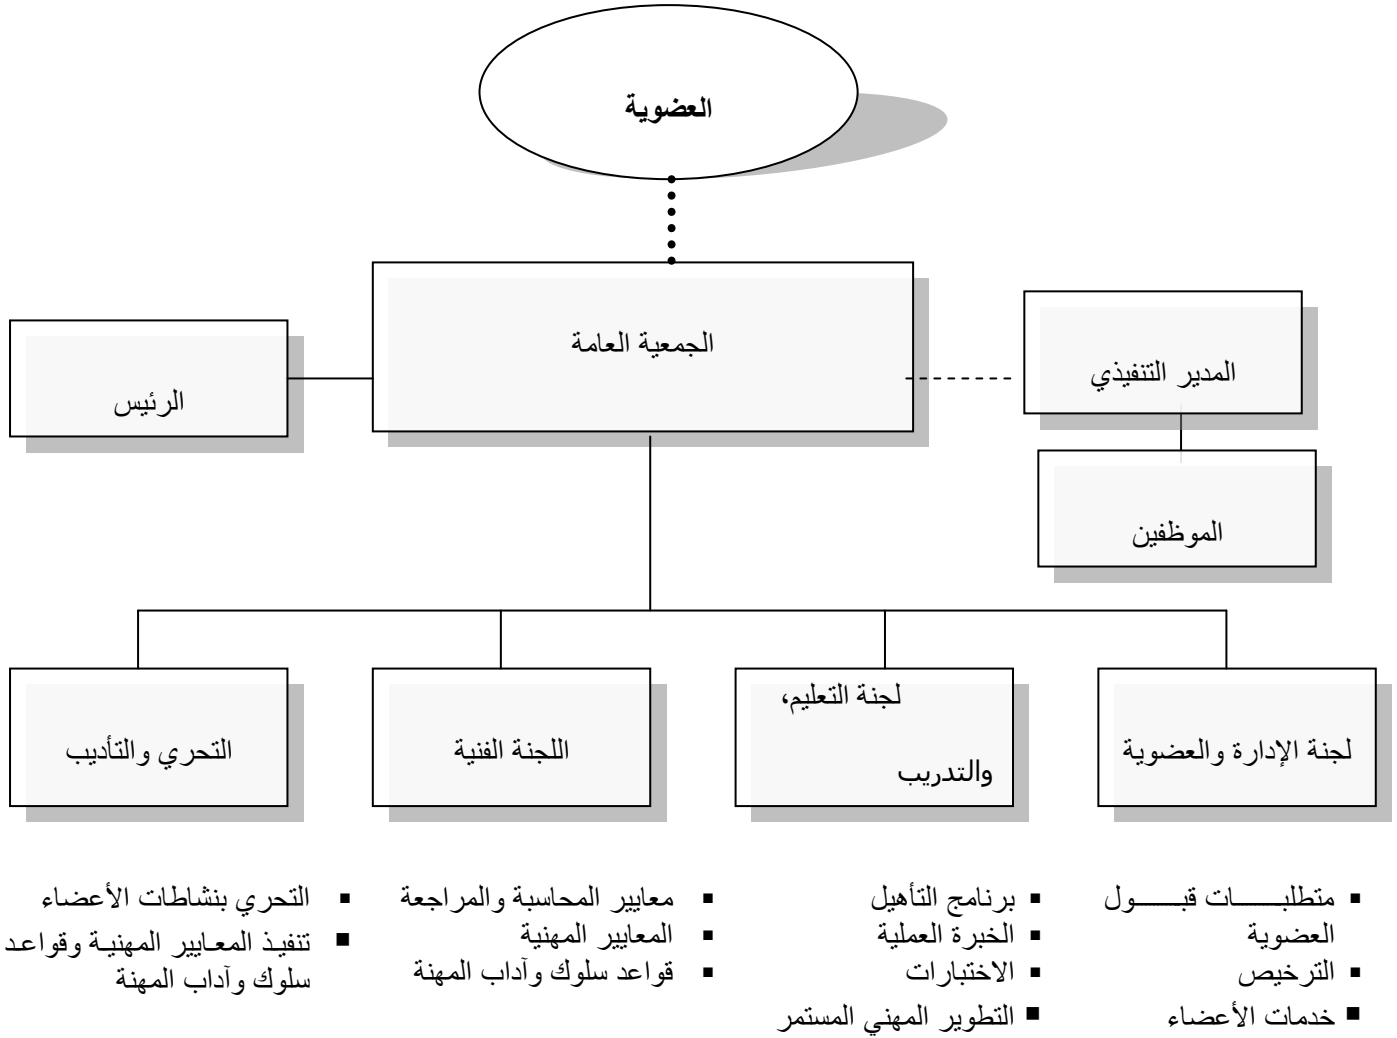 العضوية
الجمعية العامة
المدير التنفيذي
الرئيس
الموظفين
لجنة الإدارة والعضوية
لجنة التعليم،
والتدريب
اللجنة الفنية
التحري والتأديب
▪ متطلبـــــات قبـــــول
العضوية
▪ الترخيص
▪ خدمات الأعضاء
▪ برنامج التأهيل
▪ الخبرة العملية
▪ الاختبارات
▪ التطوير المهني المستمر
▪ معايير المحاسبة والمراجعة
▪ المعايير المهنية
▪ قواعد سلوك وآداب المهنة
▪ التحري بنشاطات الأعضاء
▪ تنفيذ المعايير المهنية وقواعد
سلوك وآداب المهنة